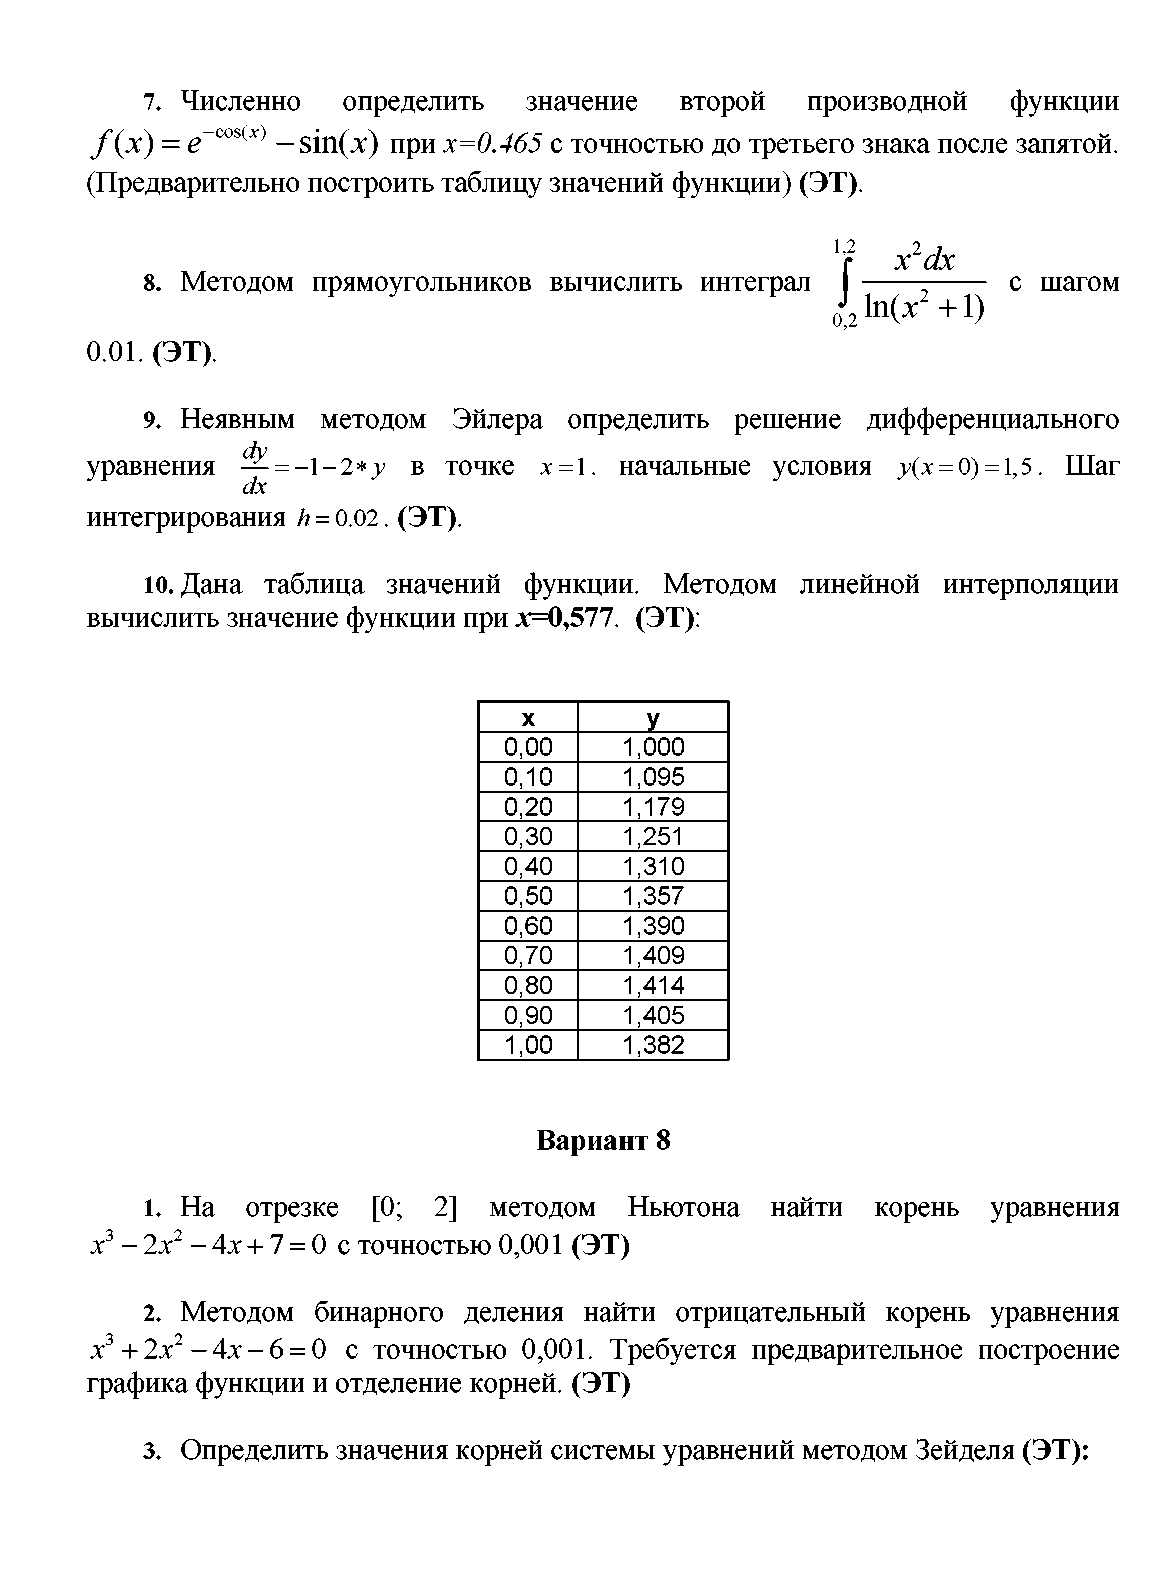 7. Численно определить значение второй производной функции
f(x) = e^{-cos(x)} − sin(x) при x=0.465 с точностью до третьего знака после запятой.
(Предварительно построить таблицу значений функции) (ЭТ).
8. Методом прямоугольников вычислить интеграл ∫_{0,2}^{1,2} x²dx / ln(x² + 1) с шагом
0.01. (ЭТ).
9. Неявным методом Эйлера определить решение дифференциального
уравнения dy/dx = −1 − 2 * y в точке x = 1. начальные условия y(x = 0) = 1,5. Шаг
интегрирования h = 0.02. (ЭТ).
10. Дана таблица значений функции. Методом линейной интерполяции
вычислить значение функции при x=0,577. (ЭТ):
x y
0,00 1,000
0,10 1,095
0,20 1,179
0,30 1,251
0,40 1,310
0,50 1,357
0,60 1,390
0,70 1,409
0,80 1,414
0,90 1,405
1,00 1,382
Вариант 8
1. На отрезке [0; 2] методом Ньютона найти корень уравнения
x³ − 2x² − 4x + 7 = 0 с точностью 0,001 (ЭТ)
2. Методом бинарного деления найти отрицательный корень уравнения
x³ + 2x² − 4x − 6 = 0 с точностью 0,001. Требуется предварительное построение
графика функции и отделение корней. (ЭТ)
3. Определить значения корней системы уравнений методом Зейделя (ЭТ):